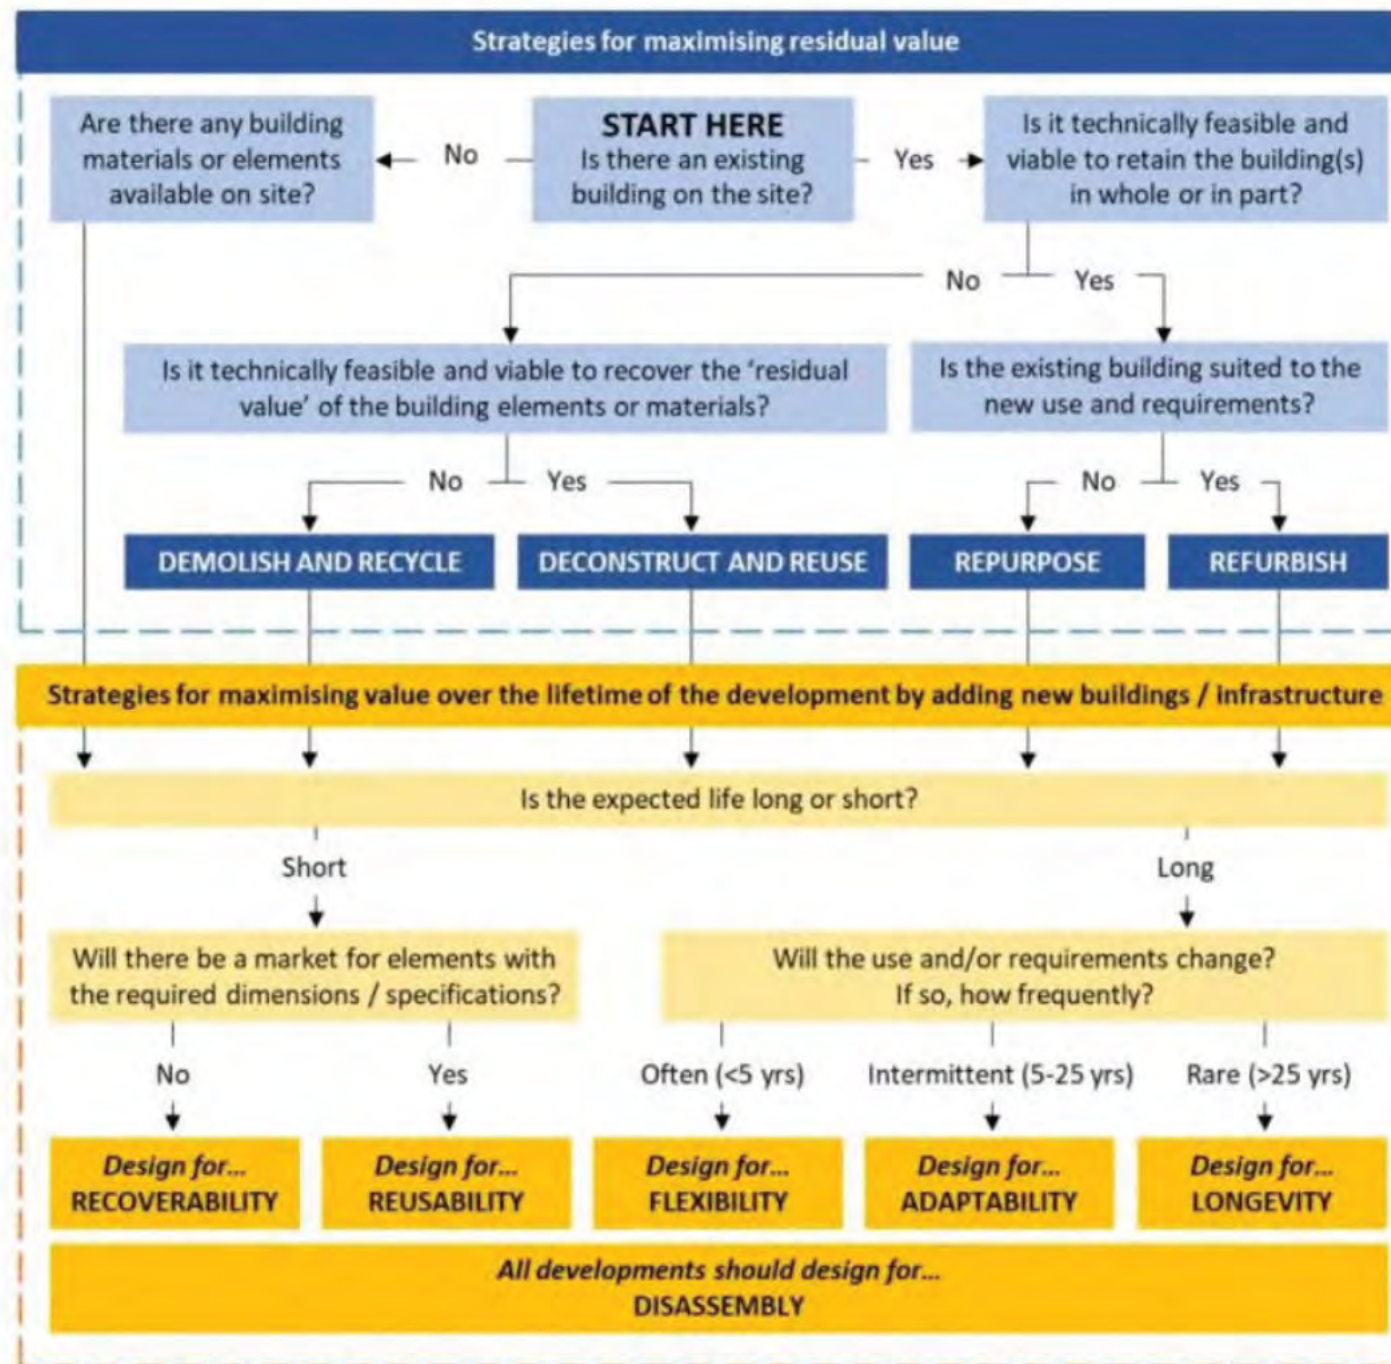 Strategies for maximising residual value
Are there any building
materials or elements
available on site?
No
START HERE
Is there an existing
building on the site?
Yes
Is it technically feasible and
viable to retain the building(s)
in whole or in part?
No
Yes
Is it technically feasible and viable to recover the ‘residual
value’ of the building elements or materials?
Is the existing building suited to the
new use and requirements?
No
Yes
No
Yes
DEMOLISH AND RECYCLE
DECONSTRUCT AND REUSE
REPURPOSE
REFURBISH
Strategies for maximising value over the lifetime of the development by adding new buildings / infrastructure
Is the expected life long or short?
Short
Long
Will there be a market for elements with
the required dimensions / specifications?
Will the use and/or requirements change?
If so, how frequently?
No
Yes
Often (<5 yrs)
Intermittent (5-25 yrs)
Rare (>25 yrs)
Design for...
RECOVERABILITY
Design for...
REUSABILITY
Design for...
FLEXIBILITY
Design for...
ADAPTABILITY
Design for...
LONGEVITY
All developments should design for...
DISASSEMBLY